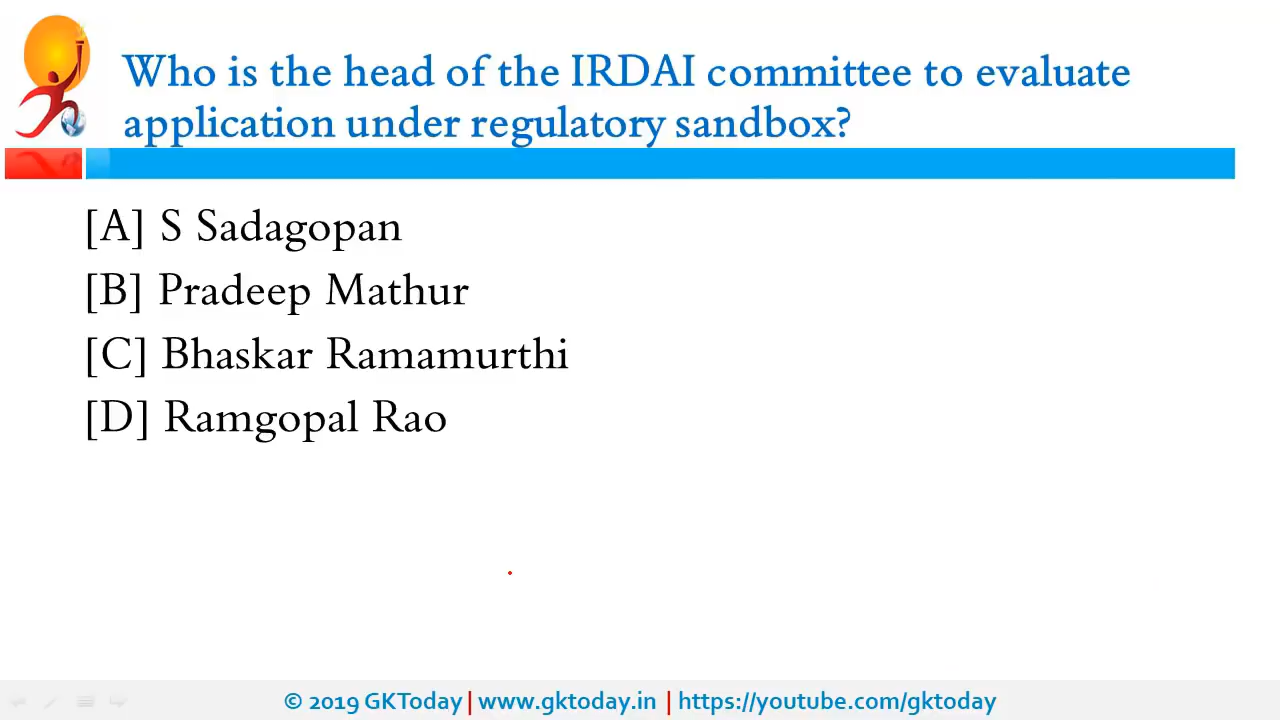 Who is the head of the IRDAI committee to evaluate
application under regulatory sandbox?
[A] S Sadagopan
[B] Pradeep Mathur
[C] Bhaskar Ramamurthi
[D] Ramgopal Rao
© 2019 GKToday | www.gktoday.in | https://youtube.com/gktoday